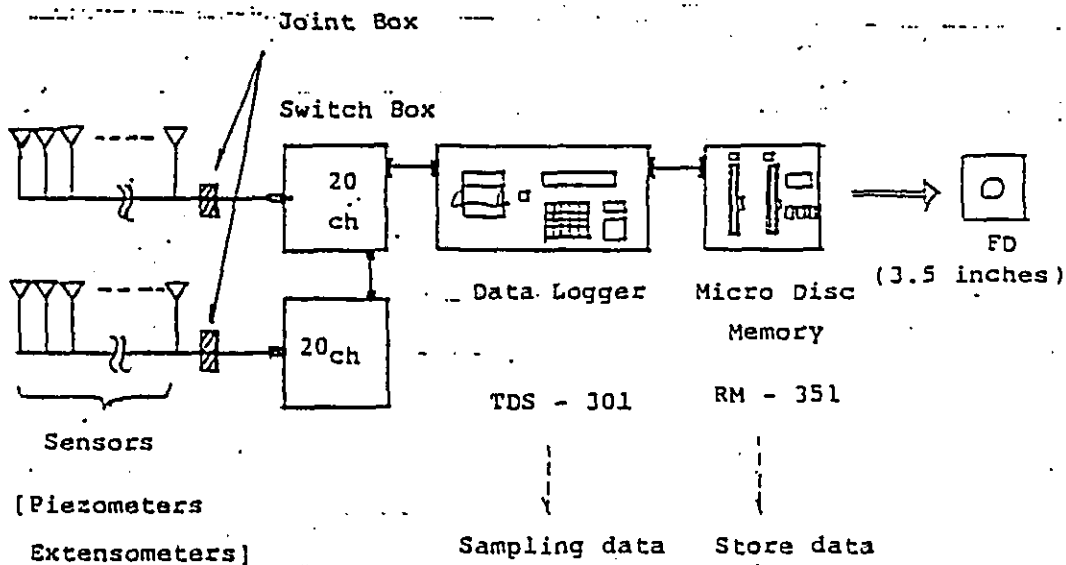 Joint Box
Switch Box
20
ch
20ch
Data Logger
Micro Disc
Memory
FD
(3.5 inches)
TDS - 301
RM - 351
Sensors
[Piezometers
Extensometers]
Sampling data
Store data